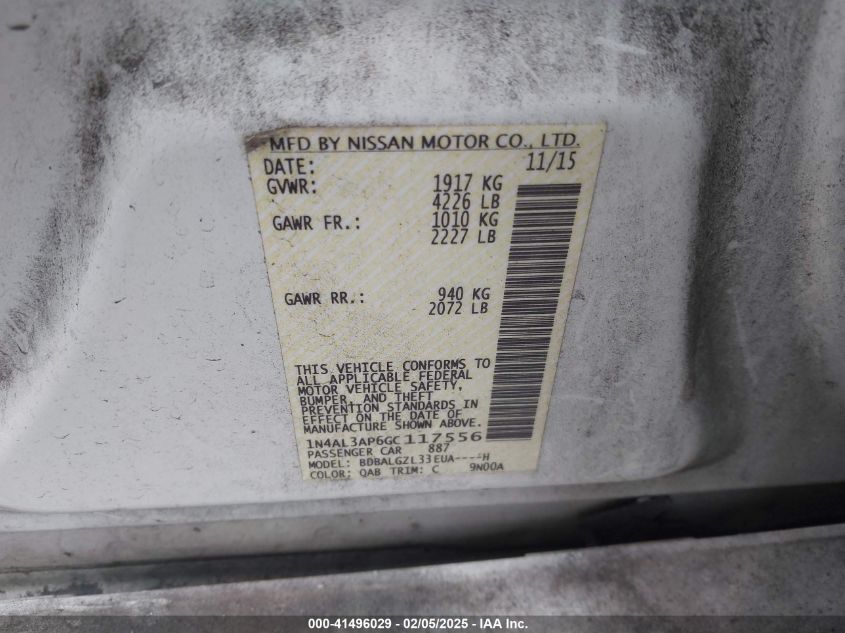 MFD BY NISSAN MOTOR CO., LTD.
DATE: 11/15
GVWR: 1917 KG
4226 LB
GAWR FR.: 1010 KG
2227 LB
GAWR RR.: 940 KG
2072 LB
THIS VEHICLE CONFORMS TO
ALL APPLICABLE FEDERAL
MOTOR VEHICLE SAFETY,
BUMPER, AND THEFT
PREVENTION STANDARDS IN
EFFECT ON THE DATE OF
MANUFACTURE SHOWN ABOVE.
1N4AL3AP6GC117556
PASSENGER CAR 887
MODEL: BDBALGZL33EUA----H
COLOR: QAB TRIM: C 9N00A
000-41496029 - 02/05/2025 - IAA Inc.